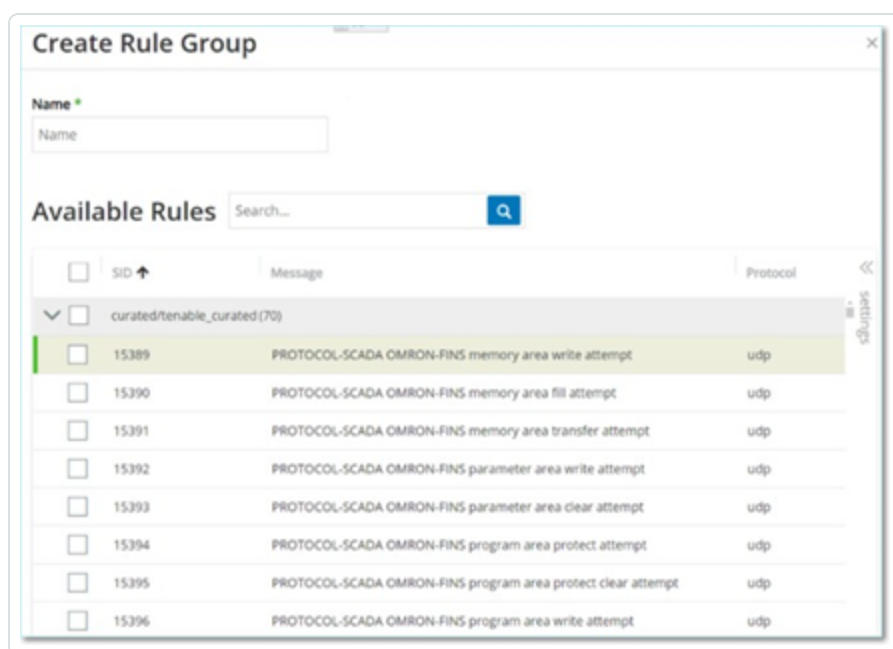 Create Rule Group
Name *
Name
Available Rules Search...
SID Message Protocol
settings
curated/tenable_curated (70)
15389 PROTOCOL-SCADA OMRON-FINS memory area write attempt udp
15390 PROTOCOL-SCADA OMRON-FINS memory area fill attempt udp
15391 PROTOCOL-SCADA OMRON-FINS memory area transfer attempt udp
15392 PROTOCOL-SCADA OMRON-FINS parameter area write attempt udp
15393 PROTOCOL-SCADA OMRON-FINS parameter area clear attempt udp
15394 PROTOCOL-SCADA OMRON-FINS program area protect attempt udp
15395 PROTOCOL-SCADA OMRON-FINS program area protect clear attempt udp
15396 PROTOCOL-SCADA OMRON-FINS program area write attempt udp